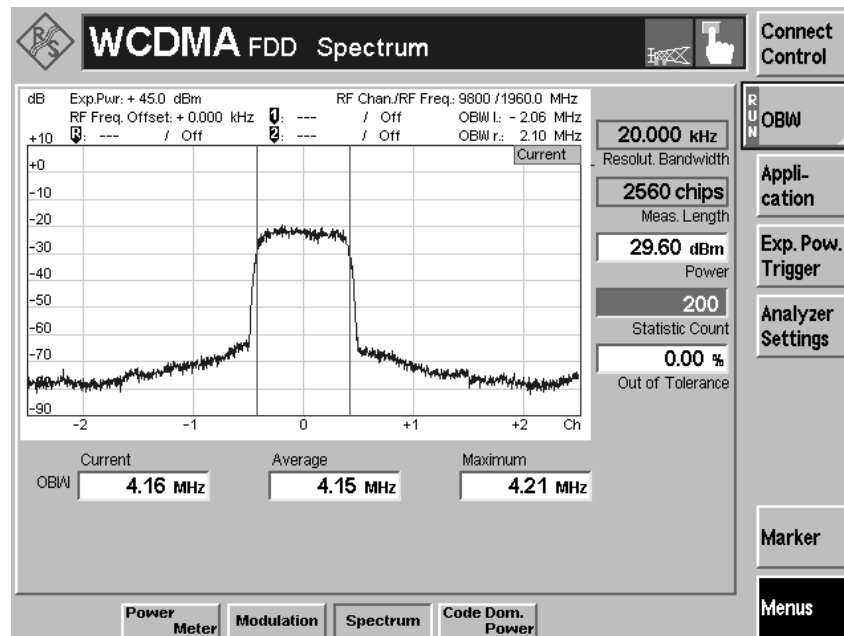 WCDMA FDD Spectrum
Connect Control
dB Exp.Pwr: + 45.0 dBm RF Chan./RF Freq.: 9800 /1960.0 MHz
RF Freq. Offset: + 0.000 kHz 1: --- / Off OBW l.: - 2.06 MHz
+10 R: --- / Off 2: --- / Off OBW r.: 2.10 MHz
Current
+0
-10
-20
-30
-40
-50
-60
-70
-80
-90
-2 -1 0 +1 +2 Ch
20.000 kHz
Resolut. Bandwidth
2560 chips
Meas. Length
29.60 dBm
Power
200
Statistic Count
0.00 %
Out of Tolerance
Current Average Maximum
OBW 4.16 MHz 4.15 MHz 4.21 MHz
RUN
OBW
Appli-
cation
Exp. Pow.
Trigger
Analyzer
Settings
Marker
Menus
Power Meter
Modulation
Spectrum
Code Dom. Power
R S